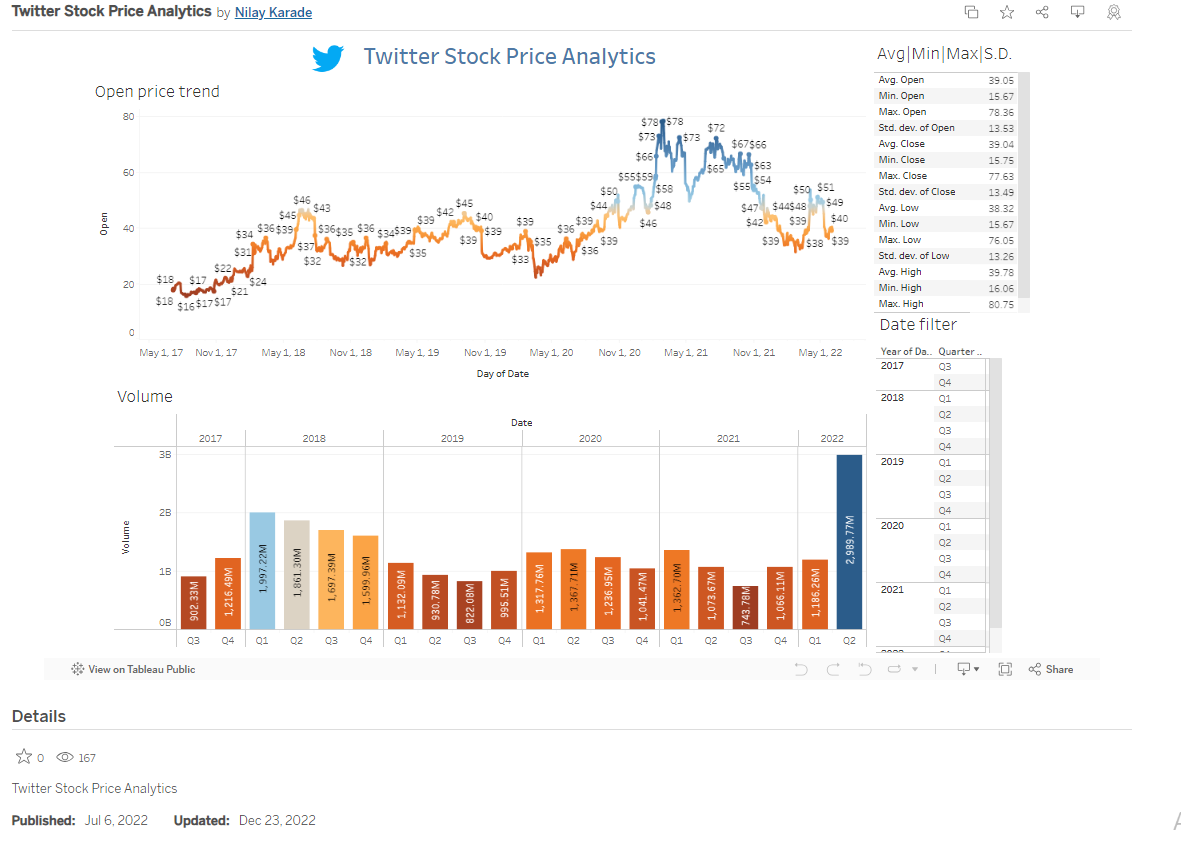 Twitter Stock Price Analytics by Nilay Karade
Twitter Stock Price Analytics
Avg|Min|Max|S.D.
Avg. Open 39.05
Min. Open 15.67
Max. Open 78.36
Std. dev. of Open 13.53
Avg. Close 39.04
Min. Close 15.75
Max. Close 77.63
Std. dev. of Close 13.49
Avg. Low 38.32
Min. Low 15.67
Max. Low 76.05
Std. dev. of Low 13.26
Avg. High 39.78
Min. High 16.06
Max. High 80.75
Open price trend
Open
80
60
40
20
0
$18 $18 $16 $17 $17 $17 $22 $21 $24 $31 $34 $36 $39 $45 $46 $43 $37 $32 $36 $35 $32 $36 $34 $39 $35 $39 $42 $45 $39 $40 $39 $33 $39 $35 $36 $36 $39 $39 $44 $50 $55 $59 $46 $48 $58 $66 $73 $78 $78 $73 $65 $72 $67 $66 $63 $55 $54 $47 $42 $39 $44 $48 $39 $50 $38 $51 $49 $40 $39
May 1, 17 Nov 1, 17 May 1, 18 Nov 1, 18 May 1, 19 Nov 1, 19 May 1, 20 Nov 1, 20 May 1, 21 Nov 1, 21 May 1, 22
Day of Date
Date filter
Year of Da.. Quarter ..
2017 Q3
Q4
2018 Q1
Q2
Q3
Q4
2019 Q1
Q2
Q3
Q4
2020 Q1
Q2
Q3
Q4
2021 Q1
Q2
Q3
Q4
Volume
Date
2017 2018 2019 2020 2021 2022
Volume
3B
2B
1B
0B
902.33M 1,216.49M 1,997.22M 1,861.30M 1,697.39M 1,599.96M 1,132.09M 930.78M 822.08M 995.51M 1,317.76M 1,367.71M 1,236.95M 1,041.47M 1,362.70M 1,073.67M 743.78M 1,066.11M 1,186.26M 2,989.77M
Q3 Q4 Q1 Q2 Q3 Q4 Q1 Q2 Q3 Q4 Q1 Q2 Q3 Q4 Q1 Q2 Q3 Q4 Q1 Q2
View on Tableau Public
Share
Details
0 167
Twitter Stock Price Analytics
Published: Jul 6, 2022 Updated: Dec 23, 2022